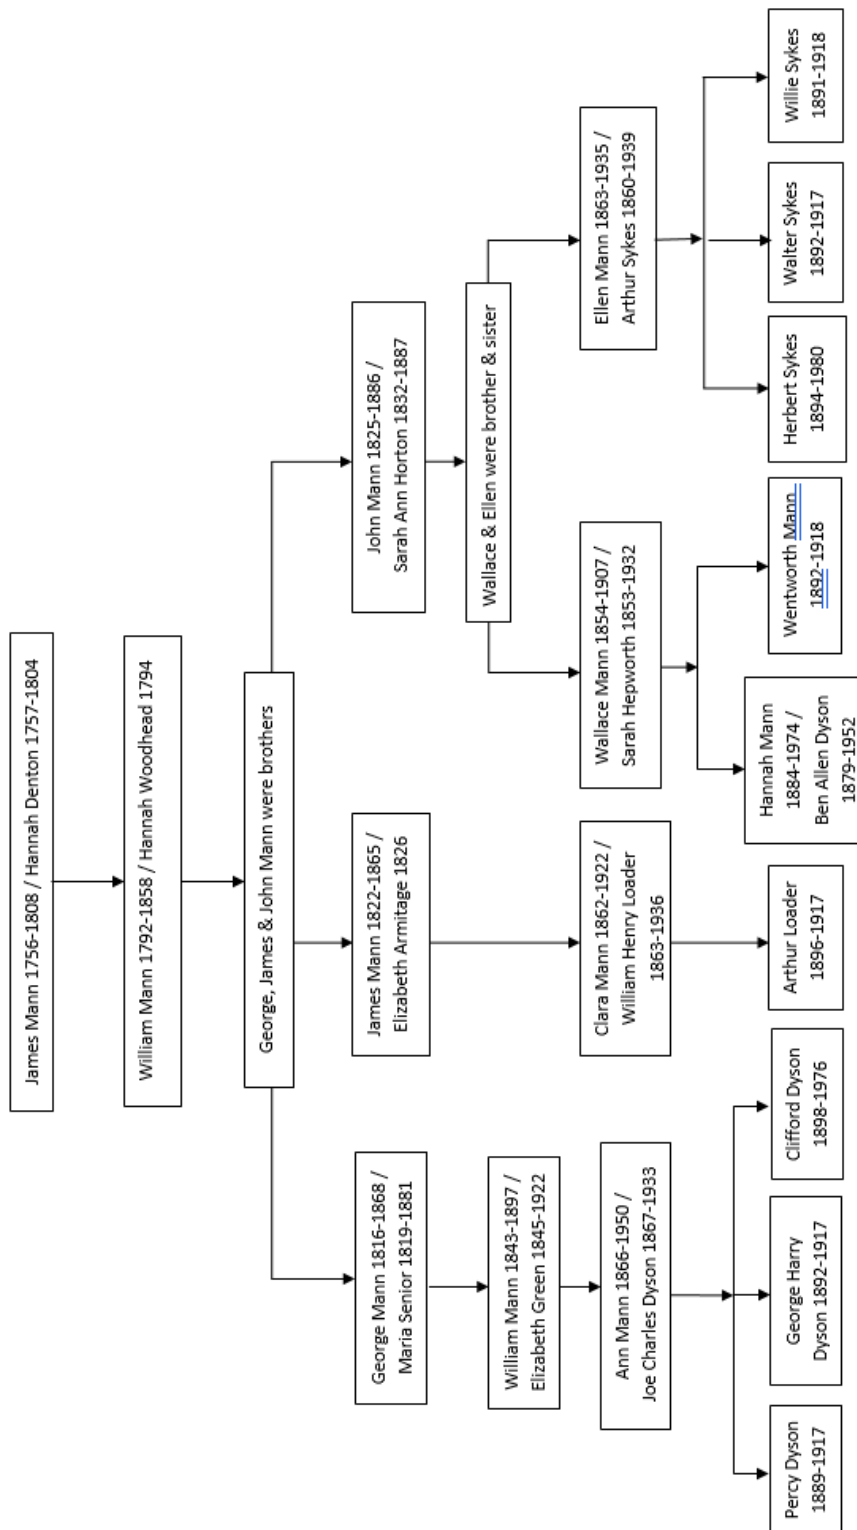 James Mann 1756-1808 / Hannah Denton 1757-1804
William Mann 1792-1858 / Hannah Woodhead 1794
George, James & John Mann were brothers
George Mann 1816-1868 /
Maria Senior 1819-1881
James Mann 1822-1865 /
Elizabeth Armitage 1826
John Mann 1825-1886 /
Sarah Ann Horton 1832-1887
William Mann 1843-1897 /
Elizabeth Green 1845-1922
Wallace & Ellen were brother & sister
Ann Mann 1866-1950 /
Joe Charles Dyson 1867-1933
Clara Mann 1862-1922 /
William Henry Loader
1863-1936
Wallace Mann 1854-1907 /
Sarah Hepworth 1853-1932
Ellen Mann 1863-1935 /
Arthur Sykes 1860-1939
Percy Dyson
1889-1917
George Harry
Dyson 1892-1917
Clifford Dyson
1898-1976
Arthur Loader
1896-1917
Hannah Mann
1884-1974 /
Ben Allen Dyson
1879-1952
Wentworth Mann
1892-1918
Herbert Sykes
1894-1980
Walter Sykes
1892-1917
Willie Sykes
1891-1918